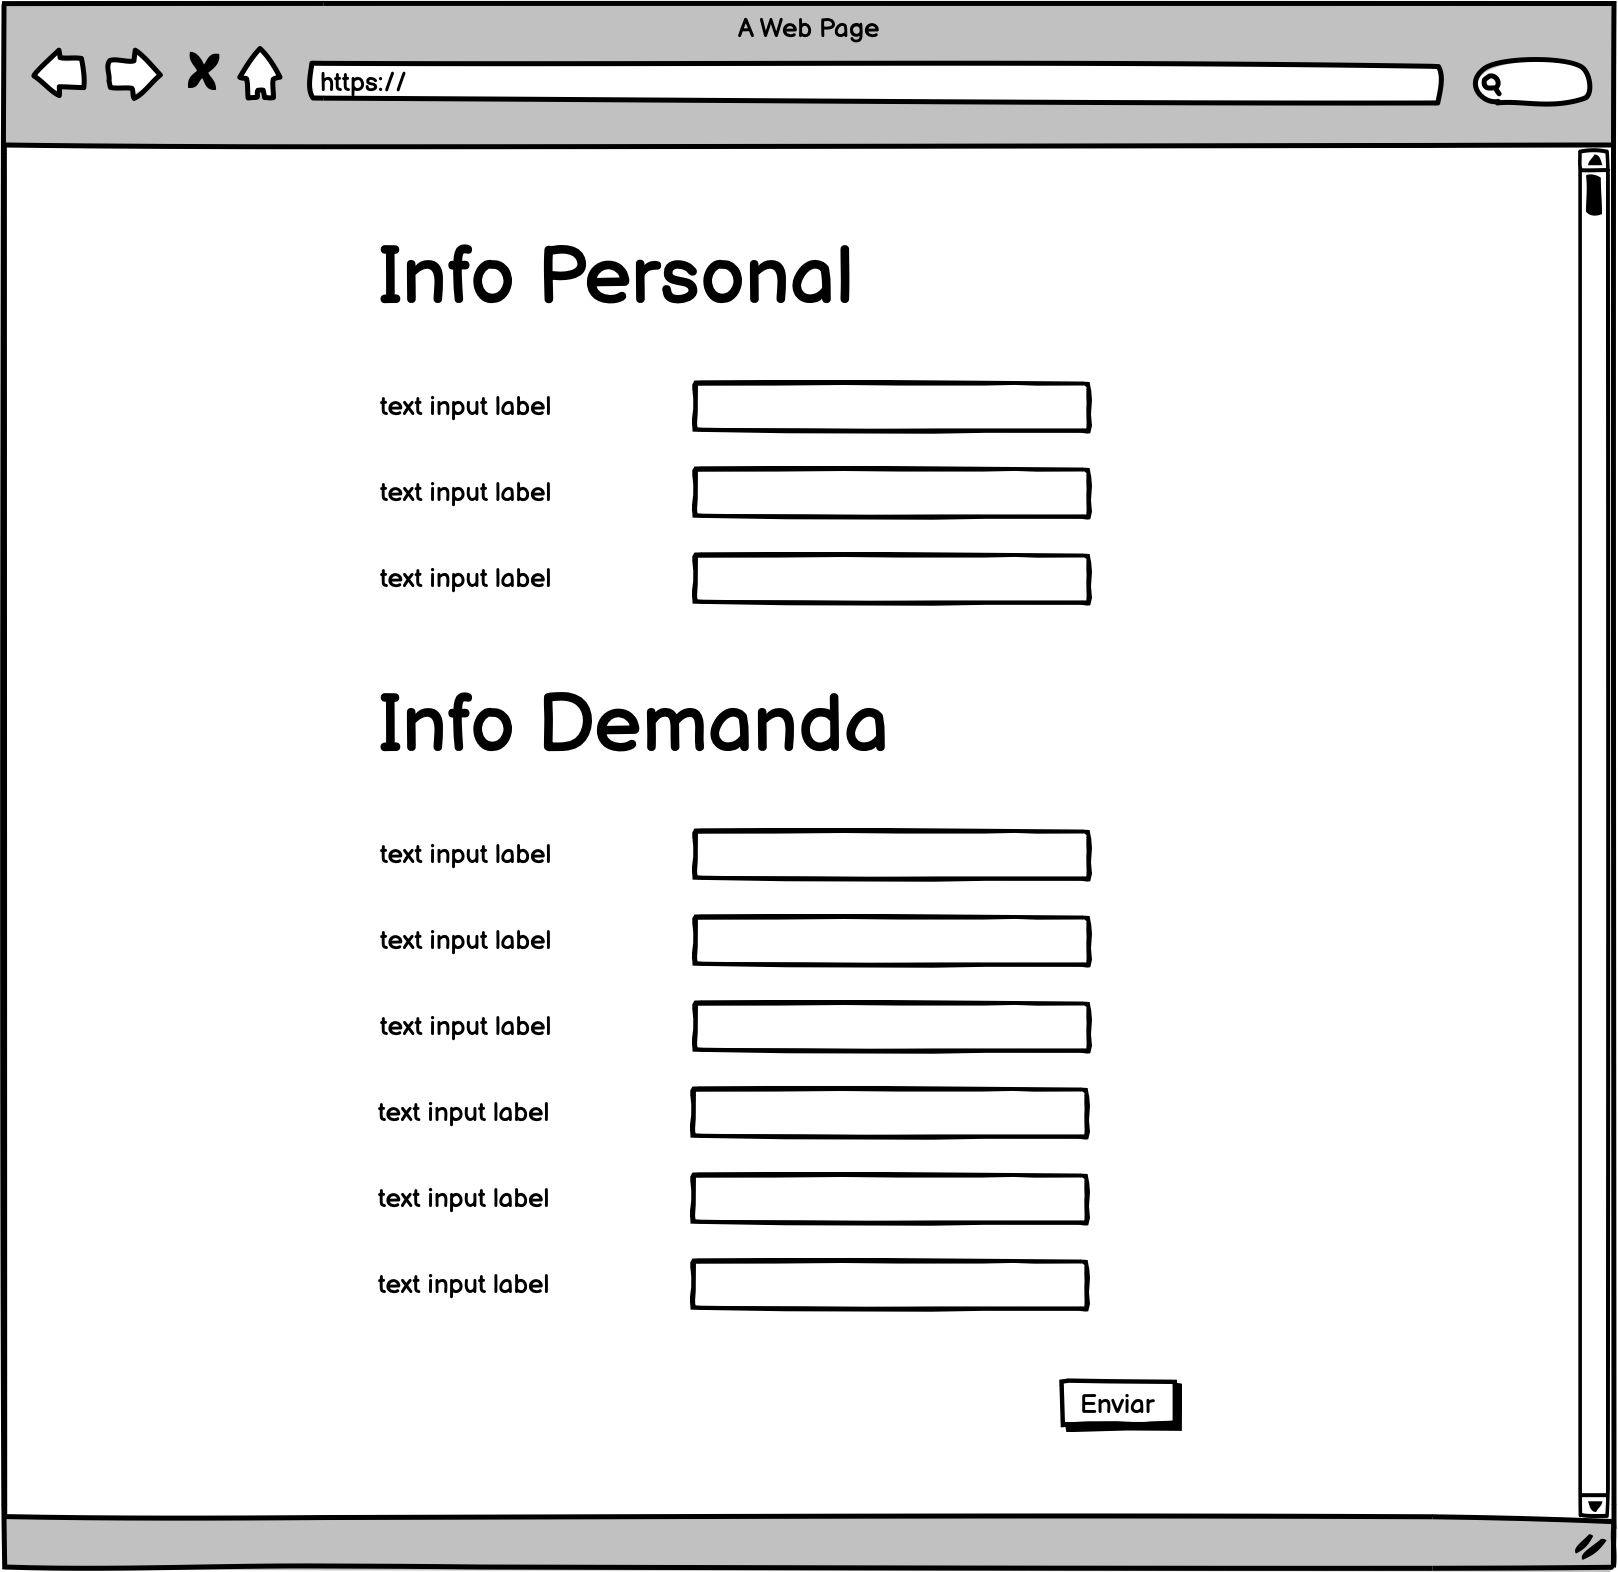 A Web Page
https://
Info Personal
text input label
text input label
text input label
Info Demanda
text input label
text input label
text input label
text input label
text input label
text input label
Enviar